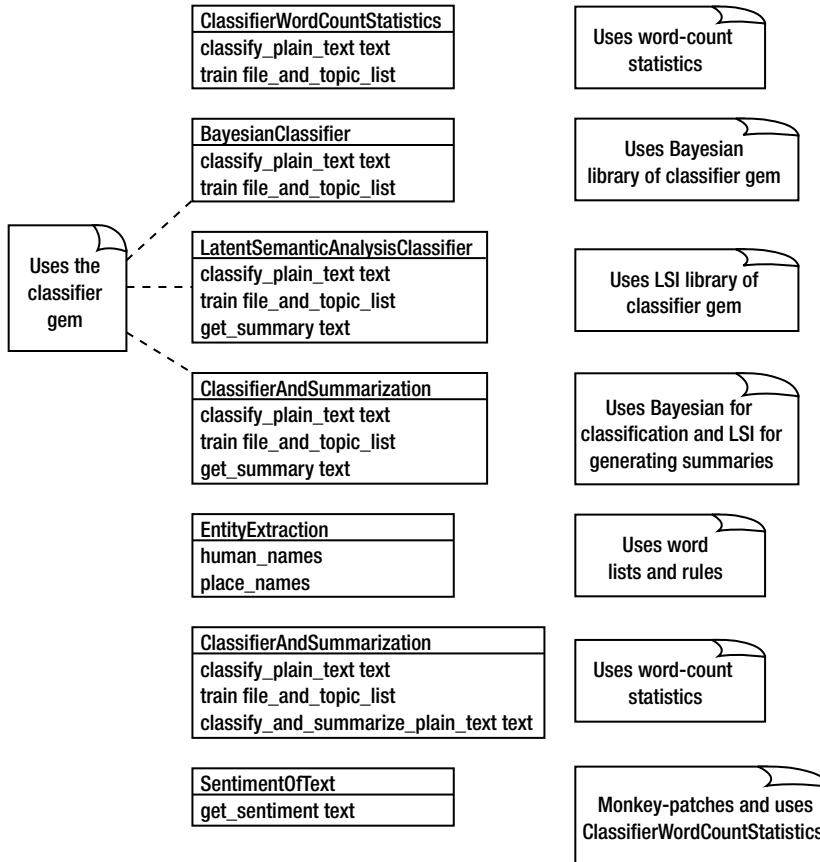 ClassifierWordCountStatistics
classify_plain_text text
train file_and_topic_list
Uses word-count
statistics
BayesianClassifier
classify_plain_text text
train file_and_topic_list
Uses Bayesian
library of classifier gem
Uses the
classifier
gem
LatentSemanticAnalysisClassifier
classify_plain_text text
train file_and_topic_list
get_summary text
Uses LSI library of
classifier gem
ClassifierAndSummarization
classify_plain_text text
train file_and_topic_list
get_summary text
Uses Bayesian for
classification and LSI for
generating summaries
EntityExtraction
human_names
place_names
Uses word
lists and rules
ClassifierAndSummarization
classify_plain_text text
train file_and_topic_list
classify_and_summarize_plain_text text
Uses word-count
statistics
SentimentOfText
get_sentiment text
Monkey-patches and uses
ClassifierWordCountStatistics